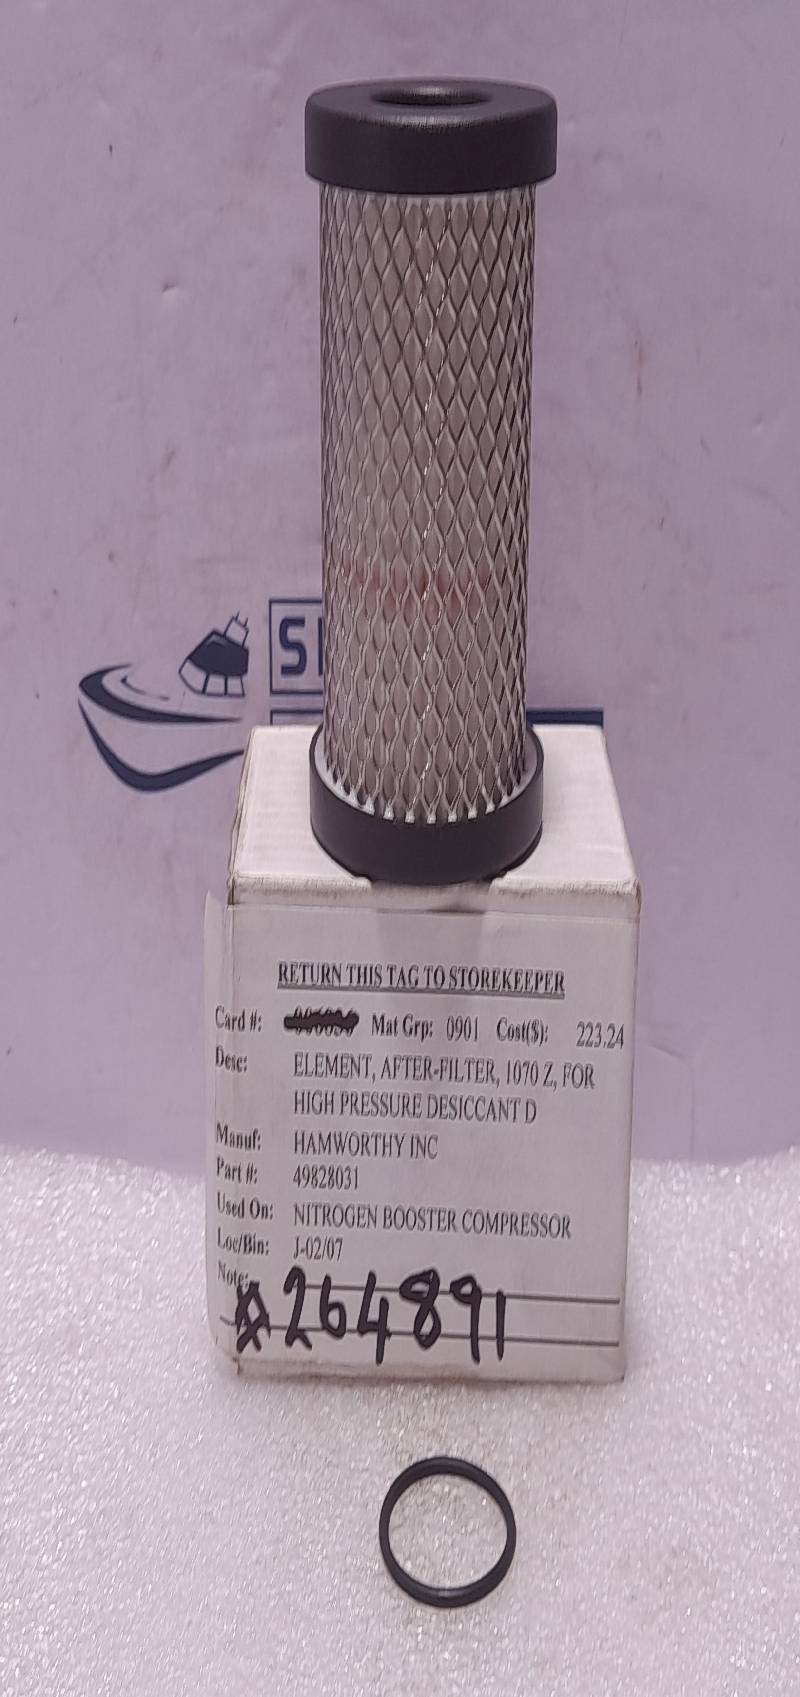 RETURN THIS TAG TO STOREKEEPER
Card #: Mat Grp: 0901 Cost($): 223.24
Desc: ELEMENT, AFTER-FILTER, 1070 Z, FOR
HIGH PRESSURE DESICCANT D
Manuf: HAMWORTHY INC
Part #: 49828031
Used On: NITROGEN BOOSTER COMPRESSOR
Loc/Bin: J-02/07
Note:
264891